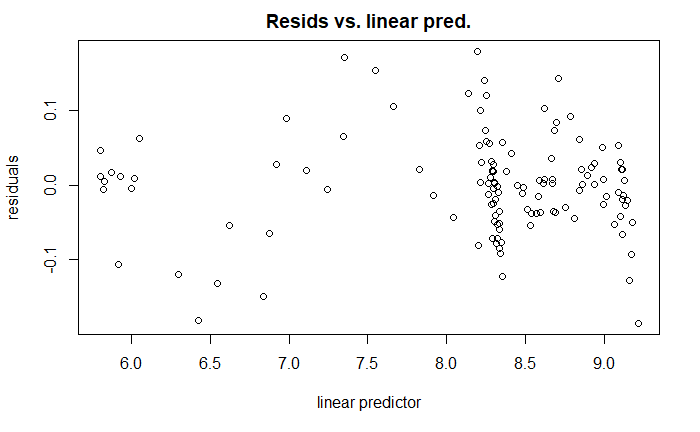 Resids vs. linear pred.
residuals
0.1
0.0
-0.1
6.0 6.5 7.0 7.5 8.0 8.5 9.0
linear predictor